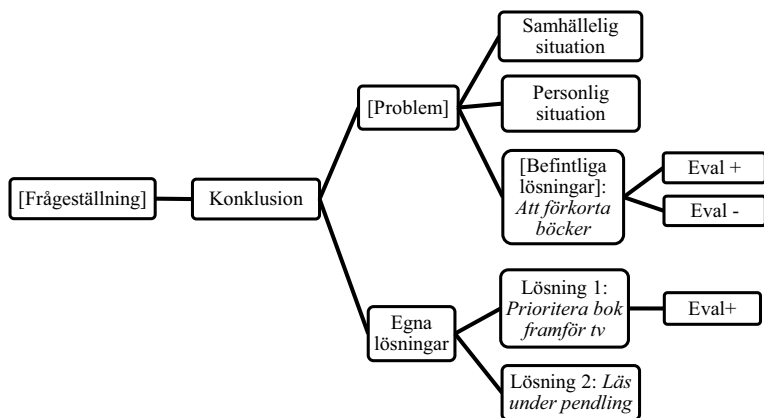 Samhällelig
situation
[Problem]
Personlig
situation
[Frågeställning]
Konklusion
[Befintliga
lösningar]:
Att förkorta
böcker
Eval +
Eval -
Egna
lösningar
Lösning 1:
Prioritera bok
framför tv
Eval+
Lösning 2: Läs
under pendling